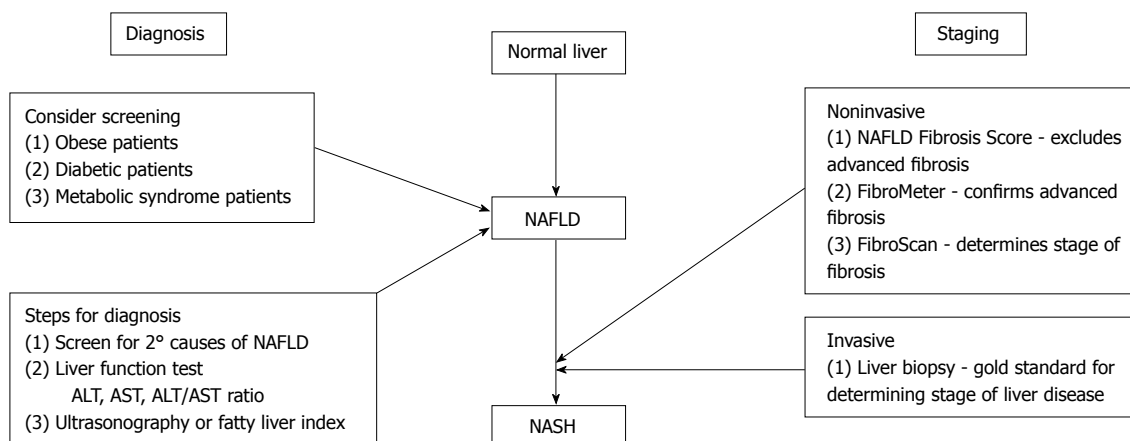 Diagnosis
Normal liver
Staging
Consider screening
(1) Obese patients
(2) Diabetic patients
(3) Metabolic syndrome patients
NAFLD
Steps for diagnosis
(1) Screen for 2° causes of NAFLD
(2) Liver function test
ALT, AST, ALT/AST ratio
(3) Ultrasonography or fatty liver index
NASH
Noninvasive
(1) NAFLD Fibrosis Score - excludes
advanced fibrosis
(2) FibroMeter - confirms advanced
fibrosis
(3) FibroScan - determines stage of
fibrosis
Invasive
(1) Liver biopsy - gold standard for
determining stage of liver disease